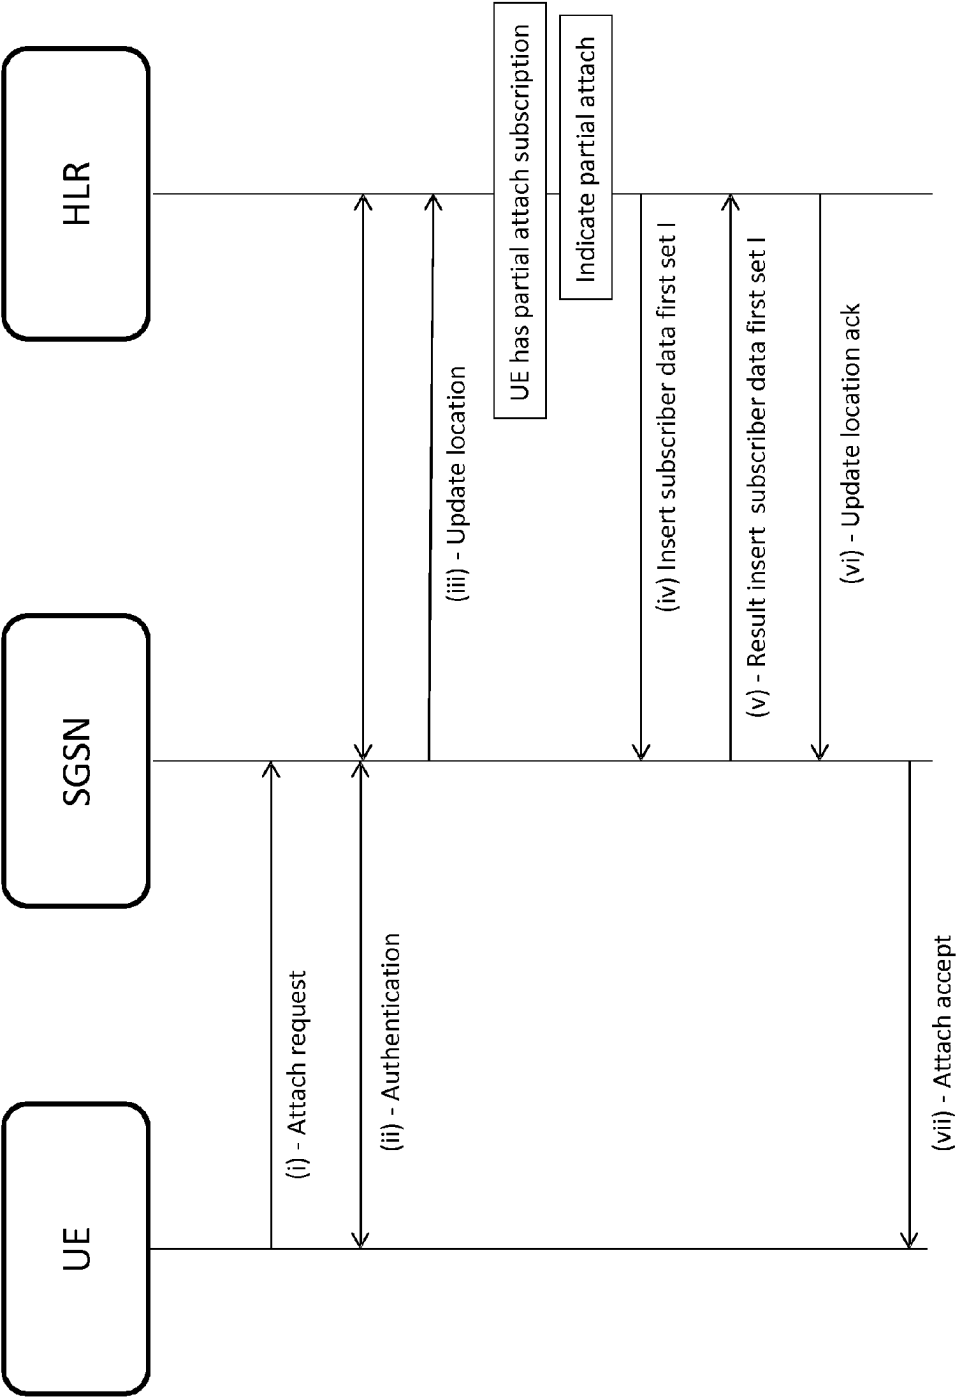 UE
SGSN
HLR
(i) - Attach request
(ii) - Authentication
(iii) - Update location
UE has partial attach subscription
Indicate partial attach
(iv) Insert subscriber data first set I
(v) - Result insert subscriber data first set I
(vi) - Update location ack
(vii) - Attach accept